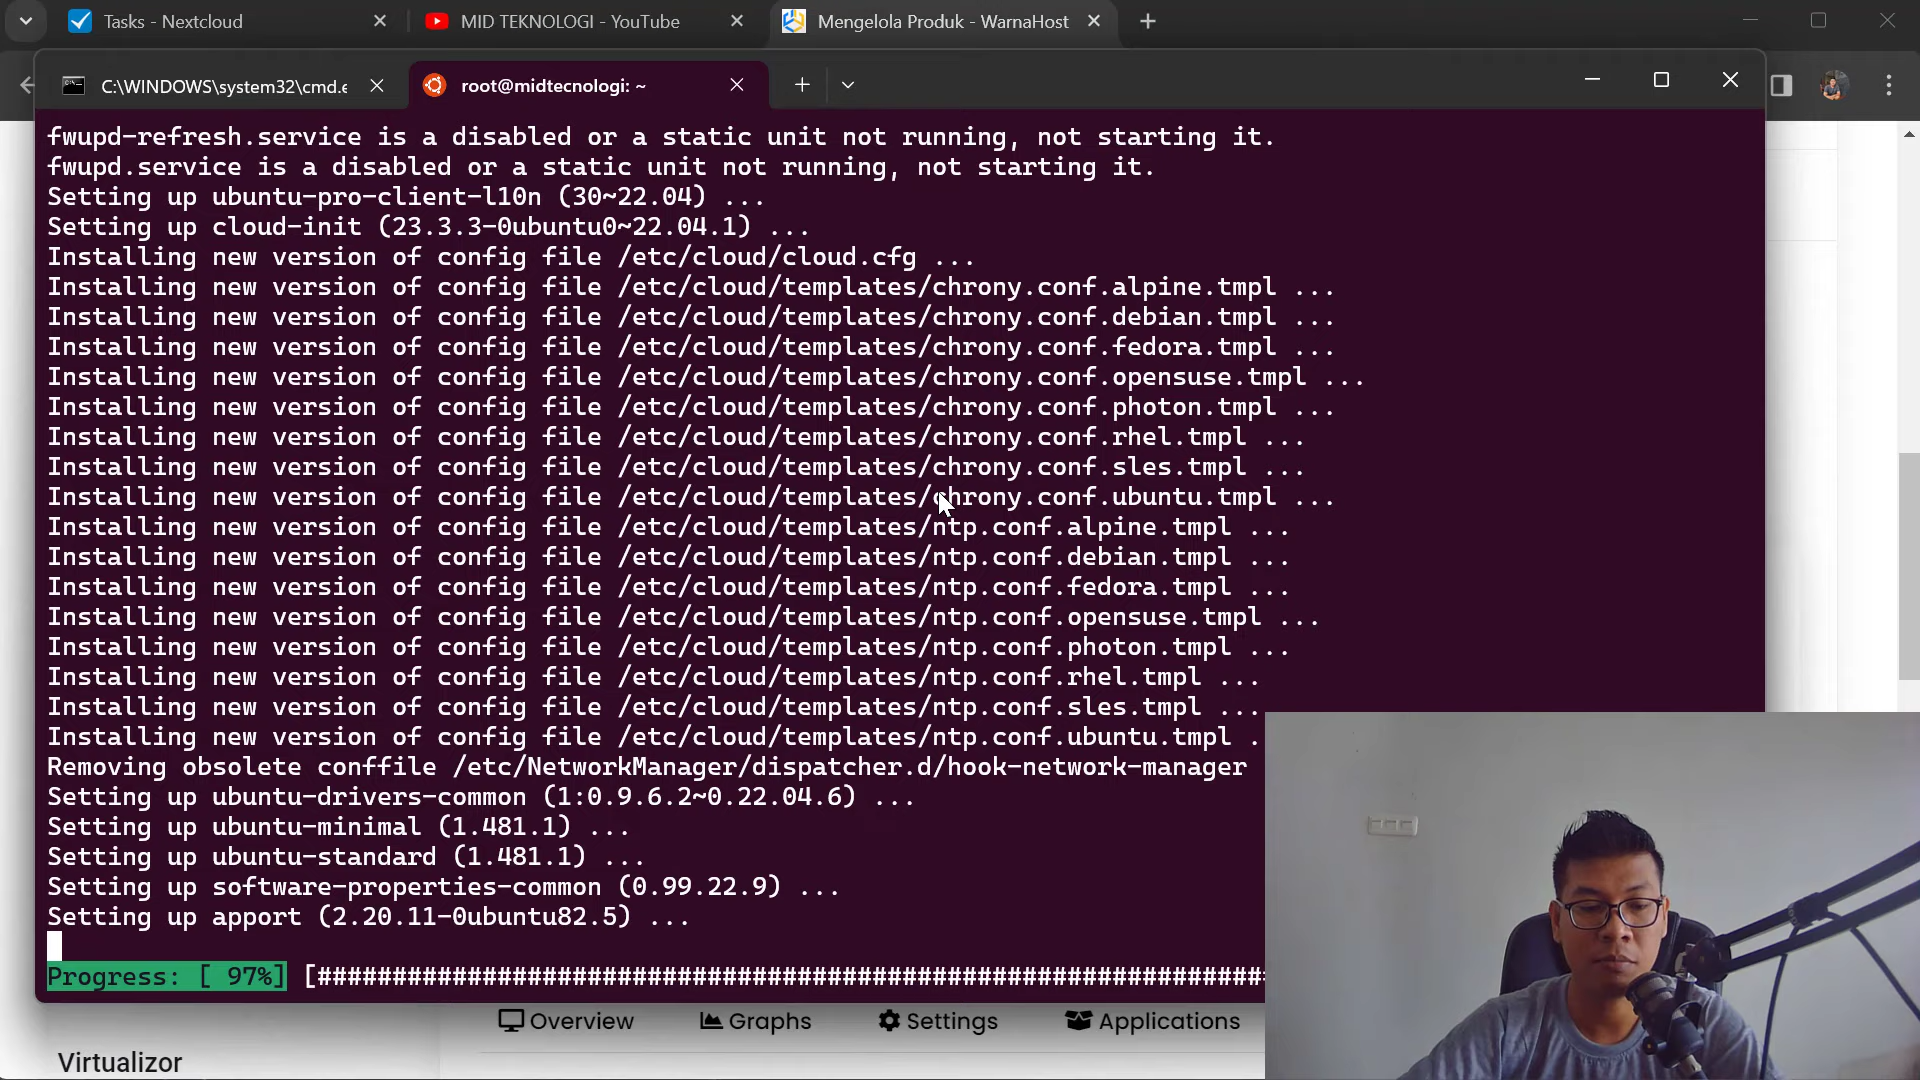 Tasks - Nextcloud
MID TEKNOLOGI - YouTube
Mengelola Produk - WarnaHost
C:\WINDOWS\system32\cmd.e
root@midtecnologi: ~
fwupd-refresh.service is a disabled or a static unit not running, not starting it.
fwupd.service is a disabled or a static unit not running, not starting it.
Setting up ubuntu-pro-client-l10n (30~22.04) ...
Setting up cloud-init (23.3.3-0ubuntu0~22.04.1) ...
Installing new version of config file /etc/cloud/cloud.cfg ...
Installing new version of config file /etc/cloud/templates/chrony.conf.alpine.tmpl ...
Installing new version of config file /etc/cloud/templates/chrony.conf.debian.tmpl ...
Installing new version of config file /etc/cloud/templates/chrony.conf.fedora.tmpl ...
Installing new version of config file /etc/cloud/templates/chrony.conf.opensuse.tmpl ...
Installing new version of config file /etc/cloud/templates/chrony.conf.photon.tmpl ...
Installing new version of config file /etc/cloud/templates/chrony.conf.rhel.tmpl ...
Installing new version of config file /etc/cloud/templates/chrony.conf.sles.tmpl ...
Installing new version of config file /etc/cloud/templates/chrony.conf.ubuntu.tmpl ...
Installing new version of config file /etc/cloud/templates/ntp.conf.alpine.tmpl ...
Installing new version of config file /etc/cloud/templates/ntp.conf.debian.tmpl ...
Installing new version of config file /etc/cloud/templates/ntp.conf.fedora.tmpl ...
Installing new version of config file /etc/cloud/templates/ntp.conf.opensuse.tmpl ...
Installing new version of config file /etc/cloud/templates/ntp.conf.photon.tmpl ...
Installing new version of config file /etc/cloud/templates/ntp.conf.rhel.tmpl ...
Installing new version of config file /etc/cloud/templates/ntp.conf.sles.tmpl ...
Installing new version of config file /etc/cloud/templates/ntp.conf.ubuntu.tmpl .
Removing obsolete conffile /etc/NetworkManager/dispatcher.d/hook-network-manager
Setting up ubuntu-drivers-common (1:0.9.6.2~0.22.04.6) ...
Setting up ubuntu-minimal (1.481.1) ...
Setting up ubuntu-standard (1.481.1) ...
Setting up software-properties-common (0.99.22.9) ...
Setting up apport (2.20.11-0ubuntu82.5) ...
Progress: [ 97%] [###############################################################
Overview Graphs Settings Applications
Virtualizor